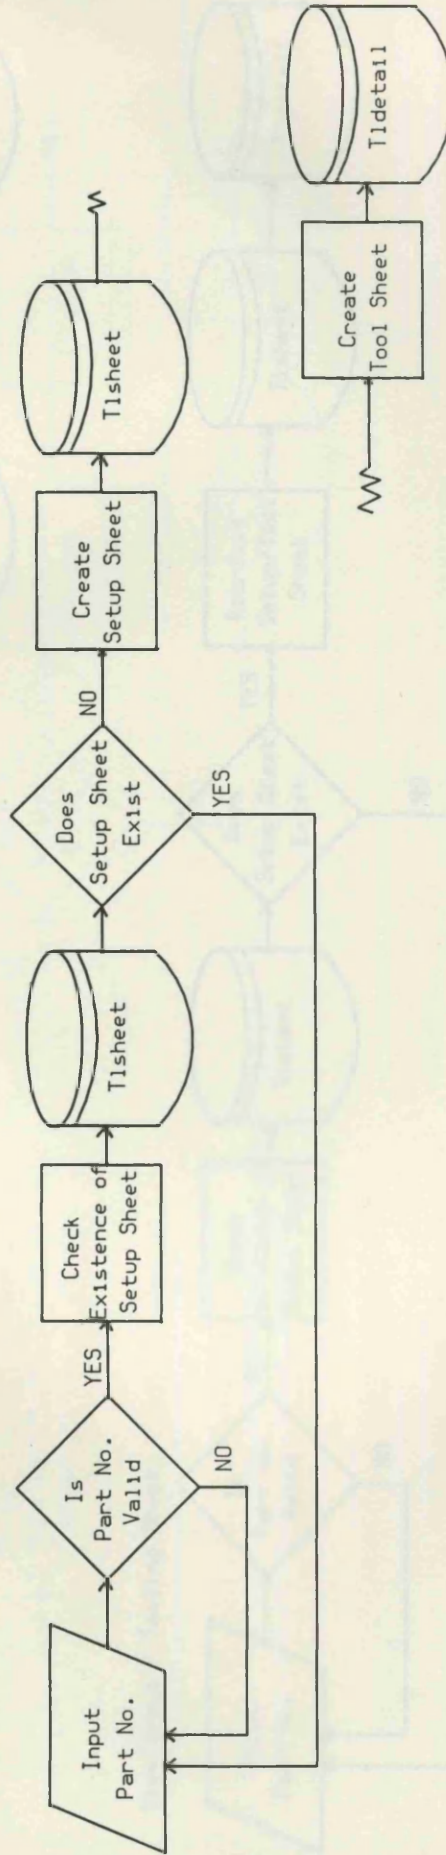 Input
Part No.
Is
Part No.
Valid
YES
NO
Check
Existence of
Setup Sheet
Tlsheet
Does
Setup Sheet
Exist
NO
YES
Create
Setup Sheet
Tlsheet
Create
Tool Sheet
Tldetail